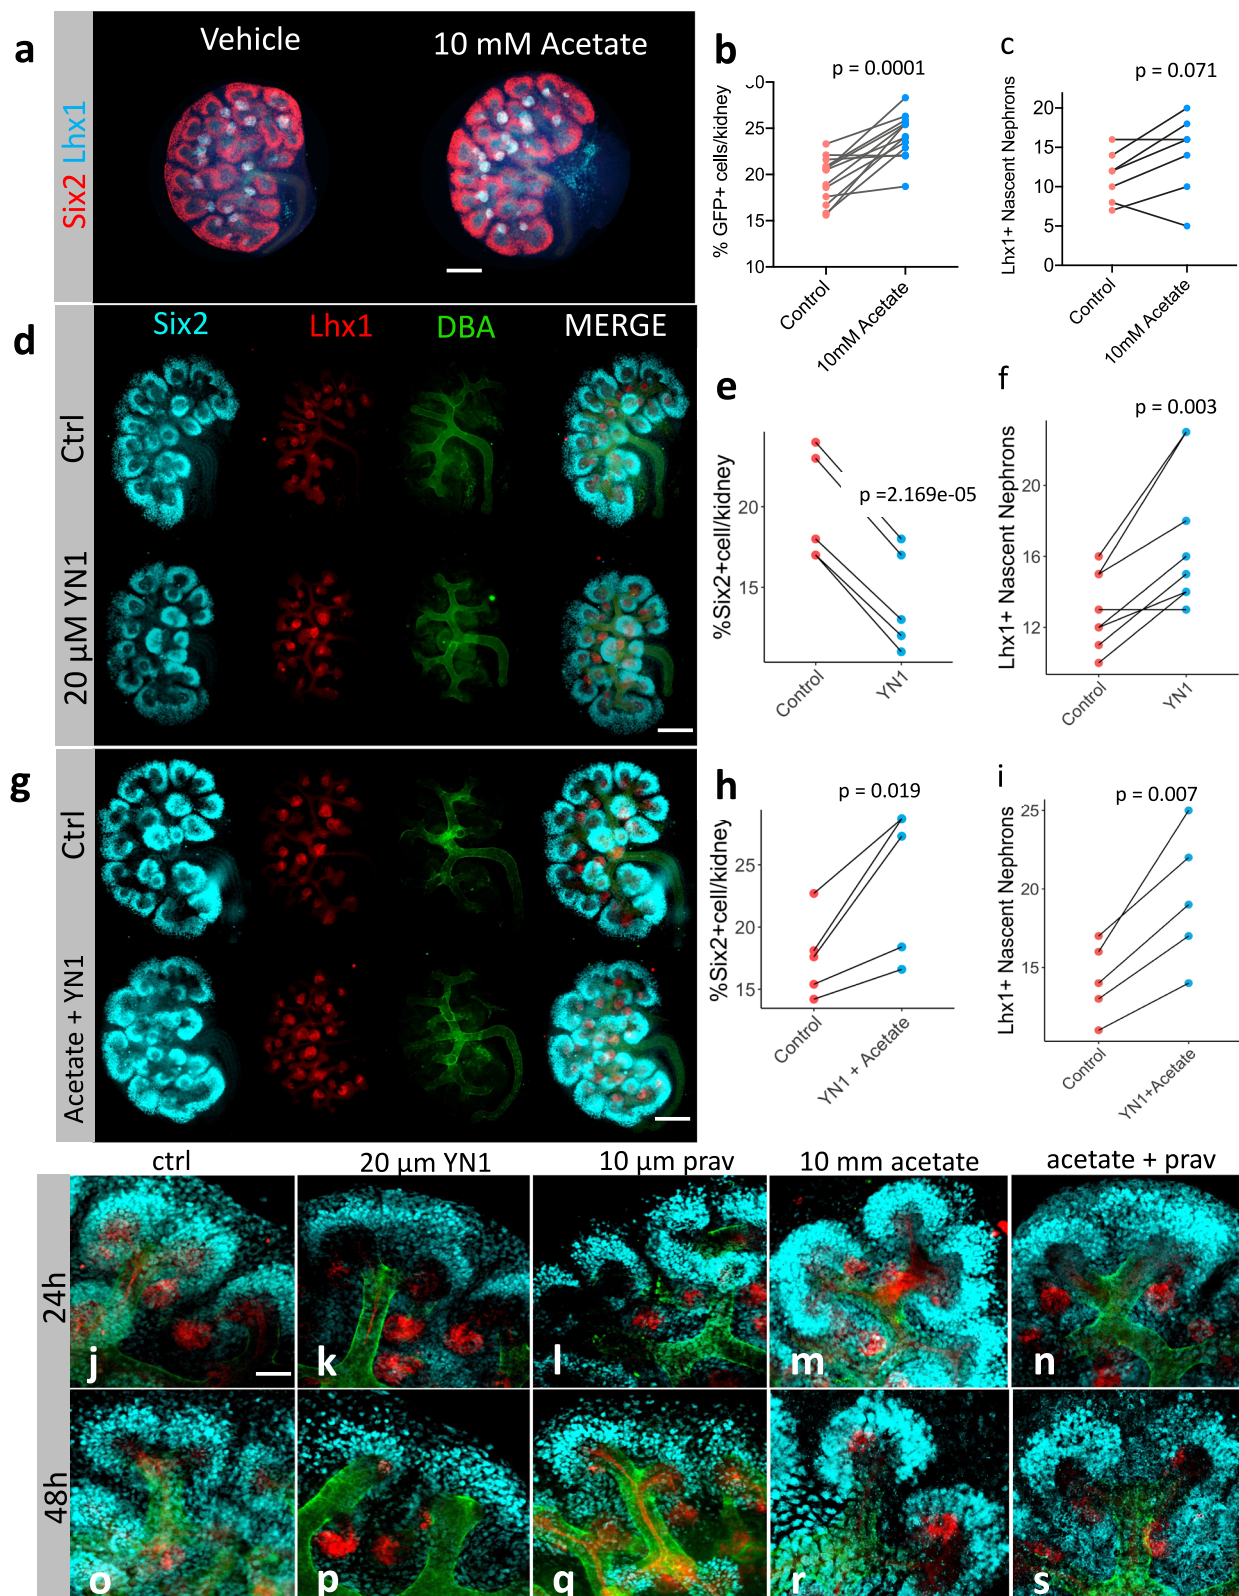 a
Six2 Lhx1
Vehicle
10 mM Acetate
b
p = 0.0001
% GFP+ cells/kidney
25
20
15
10
Control
10mM Acetate
c
p = 0.071
Lhx1+ Nascent Nephrons
20
15
10
5
0
Control
10mM Acetate
d
Six2
Lhx1
DBA
MERGE
Ctrl
20 µM YN1
e
p =2.169e-05
%Six2+cell/kidney
20
15
Control
YN1
f
p = 0.003
Lhx1+ Nascent Nephrons
20
16
12
Control
YN1
g
Ctrl
Acetate + YN1
h
p = 0.019
%Six2+cell/kidney
25
20
15
Control
YN1 + Acetate
i
p = 0.007
Lhx1+ Nascent Nephrons
25
20
15
Control
YN1+Acetate
ctrl
20 µm YN1
10 µm prav
10 mm acetate
acetate + prav
24h
j
k
l
m
n
48h
o
p
q
r
s